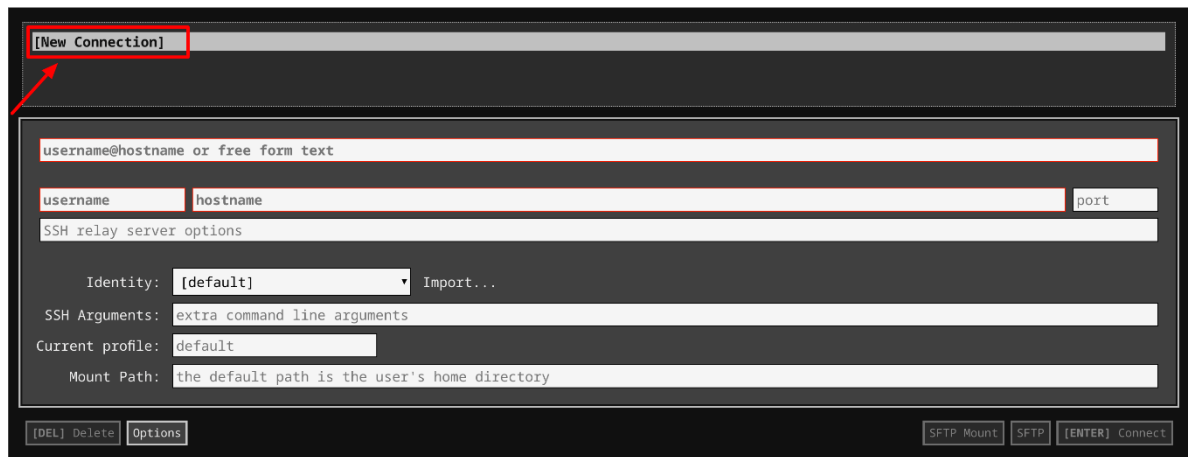 [New Connection]
username@hostname or free form text
username hostname port
SSH relay server options
Identity: [default] Import...
SSH Arguments: extra command line arguments
Current profile: default
Mount Path: the default path is the user's home directory
[DEL] Delete Options SFTP Mount SFTP [ENTER] Connect